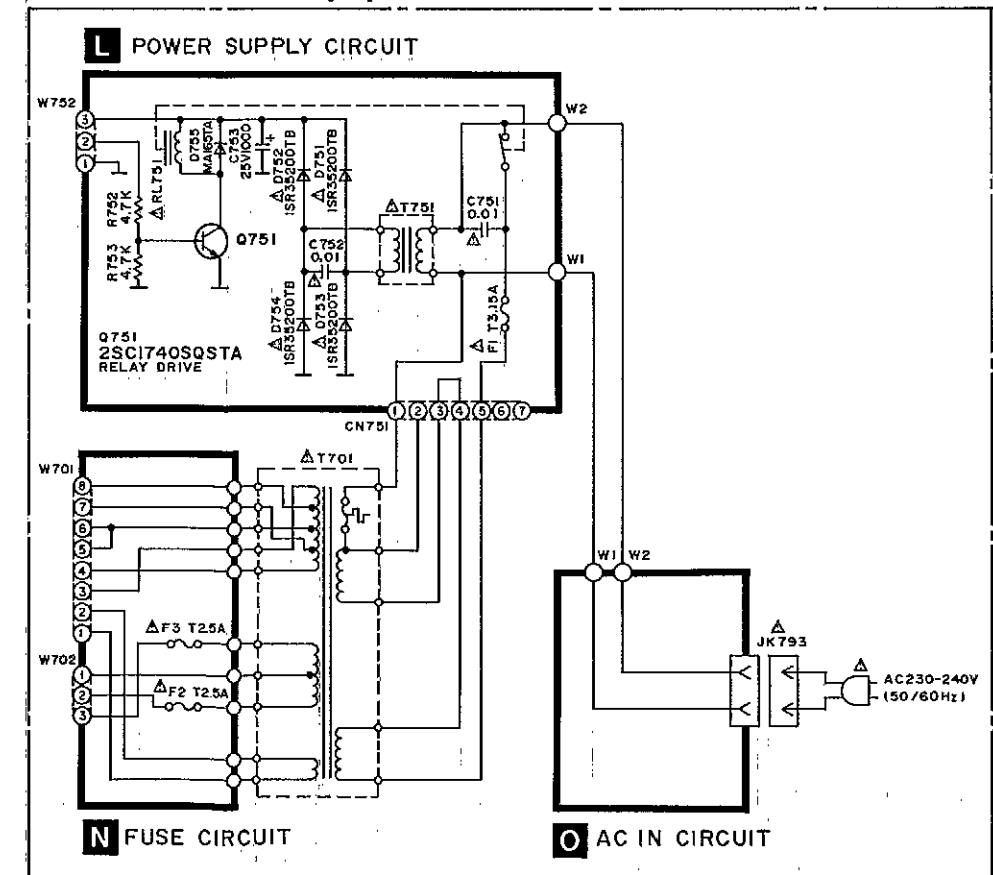 L POWER SUPPLY CIRCUIT
W752
3
2
1
R752
4.7K
R753
4.7K
RL751
D755
MA165TA
C753
25V1000
+
D752
1SR35200TB
D751
1SR35200TB
Q751
C752
0.01
T751
C751
0.01
W2
W1
D754
1SR35200TB
D753
1SR35200TB
F1 T3.15A
Q751
2SC1740SQSTA
RELAY DRIVE
1 2 3 4 5 6 7
CN751
W701
8
7
6
5
4
3
2
1
T701
F3 T2.5A
W702
1
2
3
F2 T2.5A
N FUSE CIRCUIT
W1 W2
JK793
AC230-240V
(50/60Hz)
O AC IN CIRCUIT